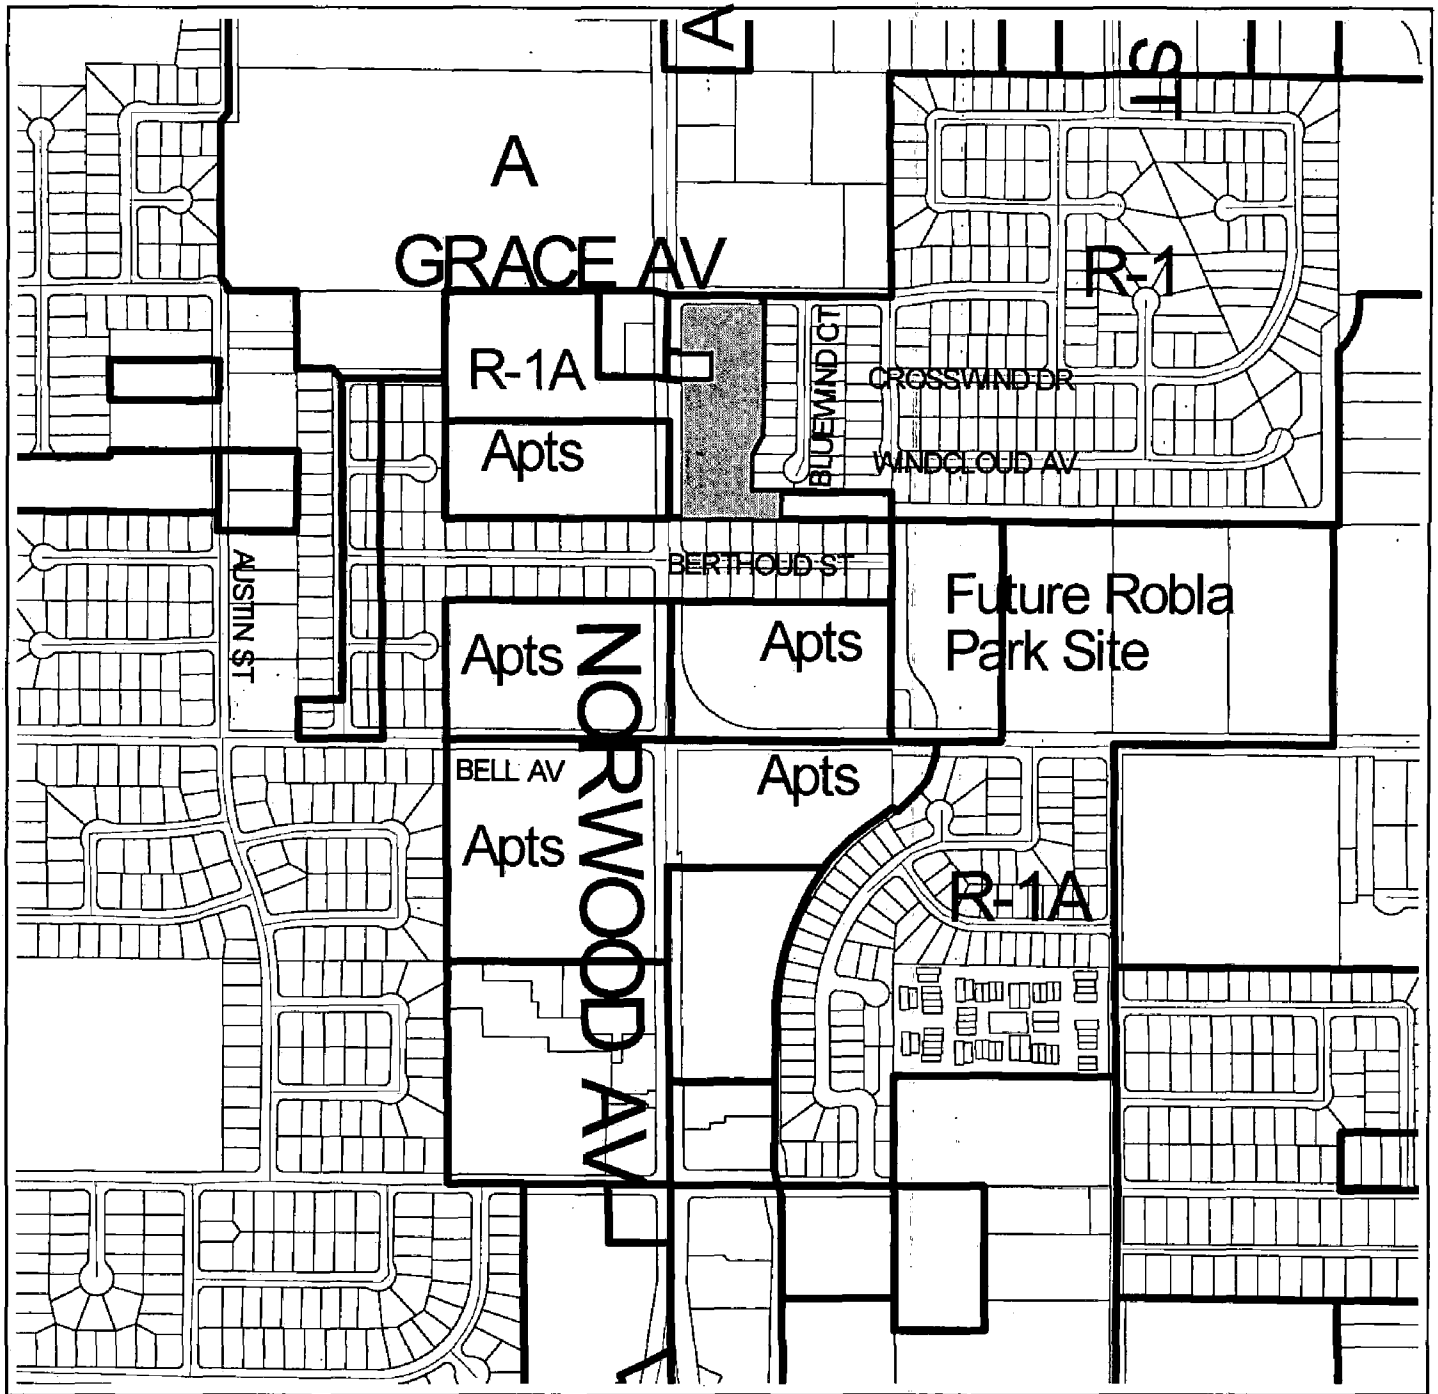 A
ST
A
GRACE AV
R-1
R-1A
BLUEWIND CT
CROSSWIND DR
Apts
WINDCLOUD AV
AUSTIN ST
BERTHOUD ST
Future Robla
Park Site
Apts
NORWOOD AV
Apts
BELL AV
Apts
Apts
R-1A